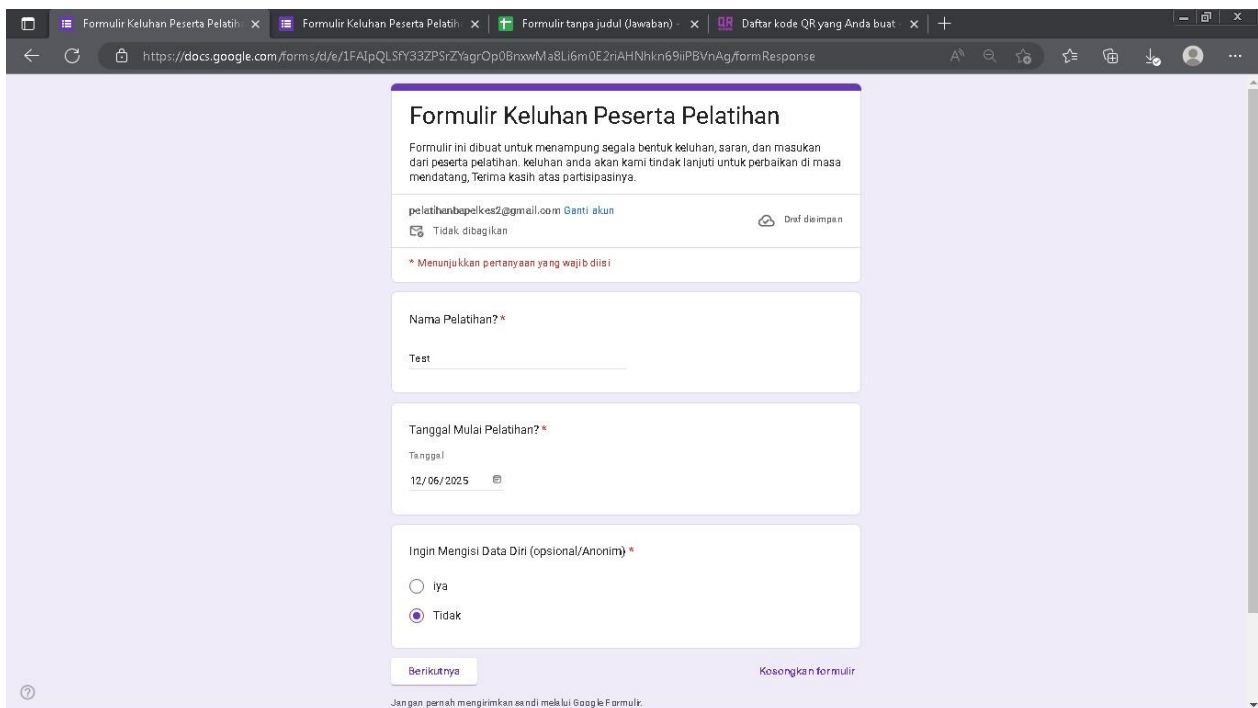 Formulir Keluhan Peserta Pelatih
Formulir Keluhan Peserta Pelatih
Formulir tanpa judul (Jawaban) -
QR Daftar kode QR yang Anda buat -
https://docs.google.com/forms/d/e/1FAIpQLSfY33ZPSrZYagrOp0BnxwMa8Li6m0E2riAHNhkn69iiPBVnAg/formResponse
Formulir Keluhan Peserta Pelatihan
Formulir ini dibuat untuk menampung segala bentuk keluhan, saran, dan masukan
dari peserta pelatihan. keluhan anda akan kami tindak lanjuti untuk perbaikan di masa
mendatang, Terima kasih atas partisipasinya.
pelatihanbapelkes2@gmail.com Ganti akun
Draf disimpan
Tidak dibagikan
* Menunjukkan pertanyaan yang wajib diisi
Nama Pelatihan? *
Test
Tanggal Mulai Pelatihan? *
Tanggal
12/06/2025
Ingin Mengisi Data Diri (opsional/Anonim) *
iya
Tidak
Berikutnya
Kosongkan formulir
Jangan pernah mengirimkan sandi melalui Google Formulir.